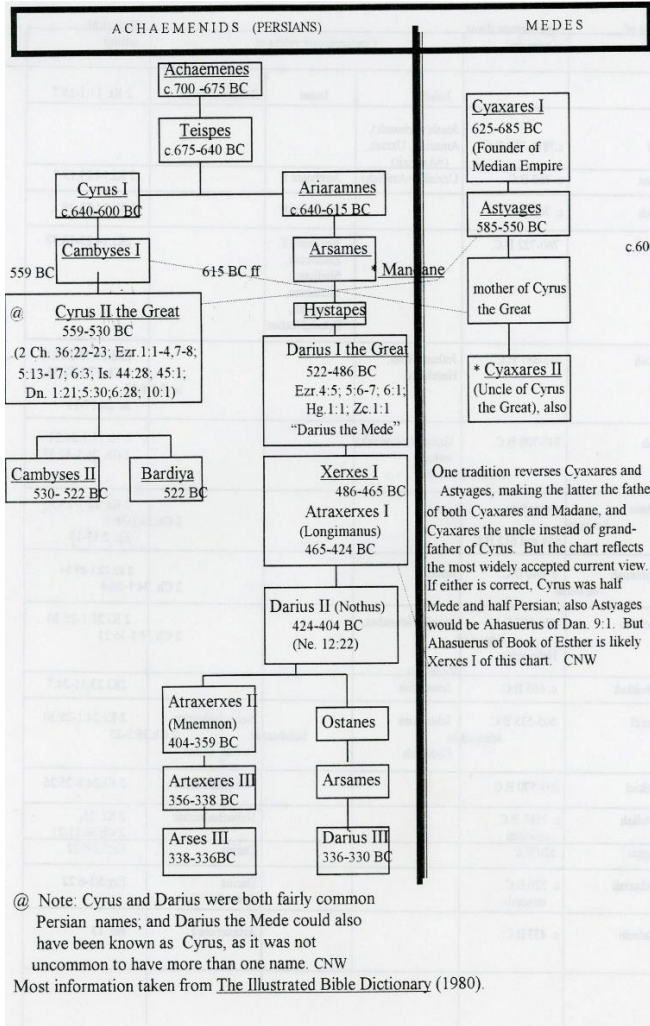 ACHAEMENIDS (PERSIANS)
MEDES
Achaemenes
c.700 -675 BC
Teispes
c.675-640 BC
Cyrus I
c.640-600 BC
Ariaramnes
c.640-615 BC
Cambyses I
559 BC
Arsames
615 BC ff
* Mandane
@ Cyrus II the Great
559-530 BC
.(2 Ch. 36:22-23; Ezr.1:1-4,7-8;
5:13-17; 6:3; Is. 44:28; 45:1;
Dn. 1:21;5:30;6:28; 10:1)
Hystapes
Darius I the Great
522-486 BC
Ezr.4:5; 5:6-7; 6:1;
Hg.1:1; Zc.1:1
“Darius the Mede”
Cambyses II
530- 522 BC
Bardiya
522 BC
Xerxes I
486-465 BC
Atraxerxes I
(Longimanus)
465-424 BC
Darius II (Nothus)
424-404 BC
(Ne. 12:22)
Atraxerxes II
(Mnemnon)
404-359 BC
Ostanes
Artexeres III
356-338 BC
Arsames
Arses III
338-336BC
Darius III
336-330 BC
Cyaxares I
625-685 BC
(Founder of
Median Empire
Astyages
585-550 BC
c.60
mother of Cyrus
the Great
* Cyaxares II
(Uncle of Cyrus
the Great), also
One tradition reverses Cyaxares and
Astyages, making the latter the fathe
of both Cyaxares and Madane, and
Cyaxares the uncle instead of grand-
father of Cyrus. But the chart reflects
the most widely accepted current view.
If either is correct, Cyrus was half
Mede and half Persian; also Astyages
would be Ahasuerus of Dan. 9:1. But
Ahasuerus of Book of Esther is likely
Xerxes I of this chart. CNW
@ Note: Cyrus and Darius were both fairly common
Persian names; and Darius the Mede could also
have been known as Cyrus, as it was not
uncommon to have more than one name. CNW
Most information taken from The Illustrated Bible Dictionary (1980).